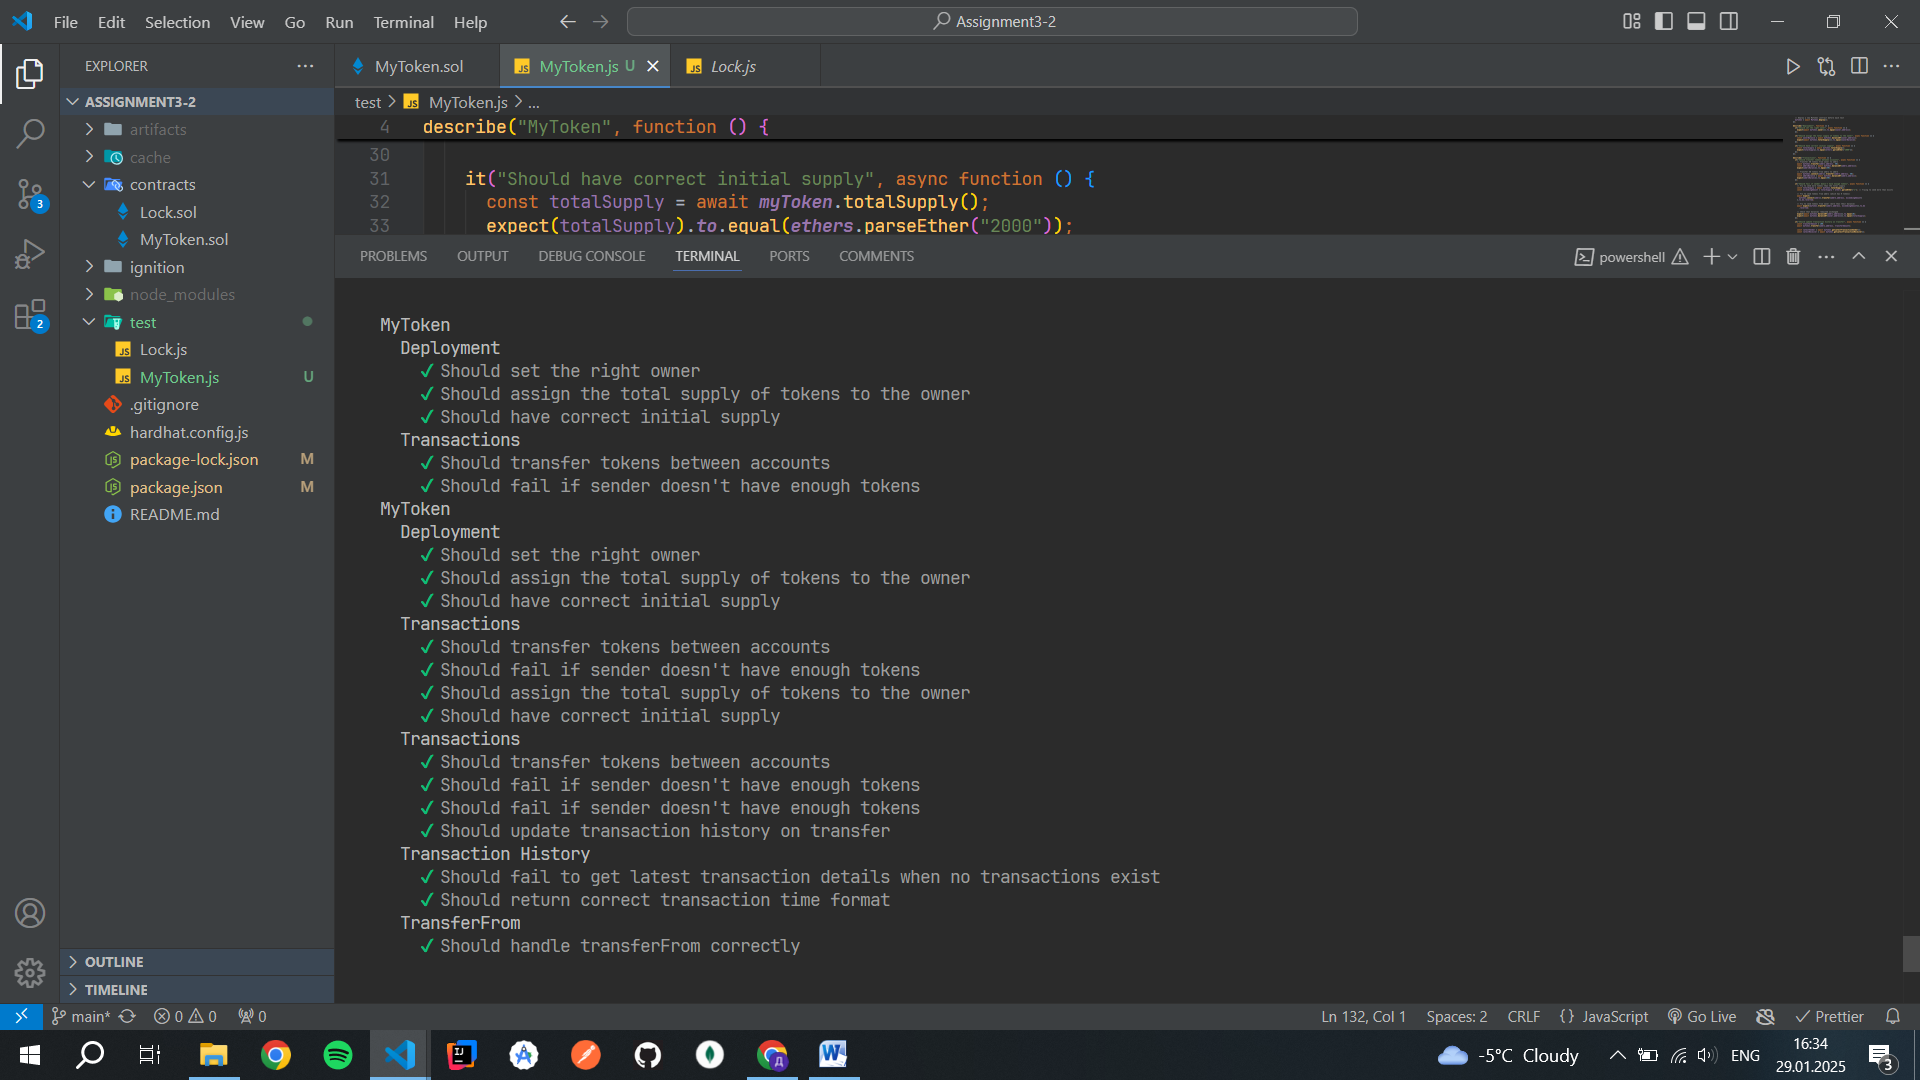 File Edit Selection View Go Run Terminal Help
Assignment3-2
EXPLORER
MyToken.sol
MyToken.js U
Lock.js
ASSIGNMENT3-2
artifacts
cache
contracts
Lock.sol
MyToken.sol
ignition
node_modules
test
Lock.js
MyToken.js U
.gitignore
hardhat.config.js
package-lock.json M
package.json M
README.md
OUTLINE
TIMELINE
3
2
test > MyToken.js > ...
4 describe("MyToken", function () {
30
31 it("Should have correct initial supply", async function () {
32 const totalSupply = await myToken.totalSupply();
33 expect(totalSupply).to.equal(ethers.parseEther("2000"));
PROBLEMS OUTPUT DEBUG CONSOLE TERMINAL PORTS COMMENTS
powershell
MyToken
Deployment
✓ Should set the right owner
✓ Should assign the total supply of tokens to the owner
✓ Should have correct initial supply
Transactions
✓ Should transfer tokens between accounts
✓ Should fail if sender doesn't have enough tokens
MyToken
Deployment
✓ Should set the right owner
✓ Should assign the total supply of tokens to the owner
✓ Should have correct initial supply
Transactions
✓ Should transfer tokens between accounts
✓ Should fail if sender doesn't have enough tokens
✓ Should assign the total supply of tokens to the owner
✓ Should have correct initial supply
Transactions
✓ Should transfer tokens between accounts
✓ Should fail if sender doesn't have enough tokens
✓ Should fail if sender doesn't have enough tokens
✓ Should update transaction history on transfer
Transaction History
✓ Should fail to get latest transaction details when no transactions exist
✓ Should return correct transaction time format
TransferFrom
✓ Should handle transferFrom correctly
main* 0 0 0
Ln 132, Col 1 Spaces: 2 CRLF {} JavaScript Go Live Prettier
-5°C Cloudy
ENG
16:34
29.01.2025
3